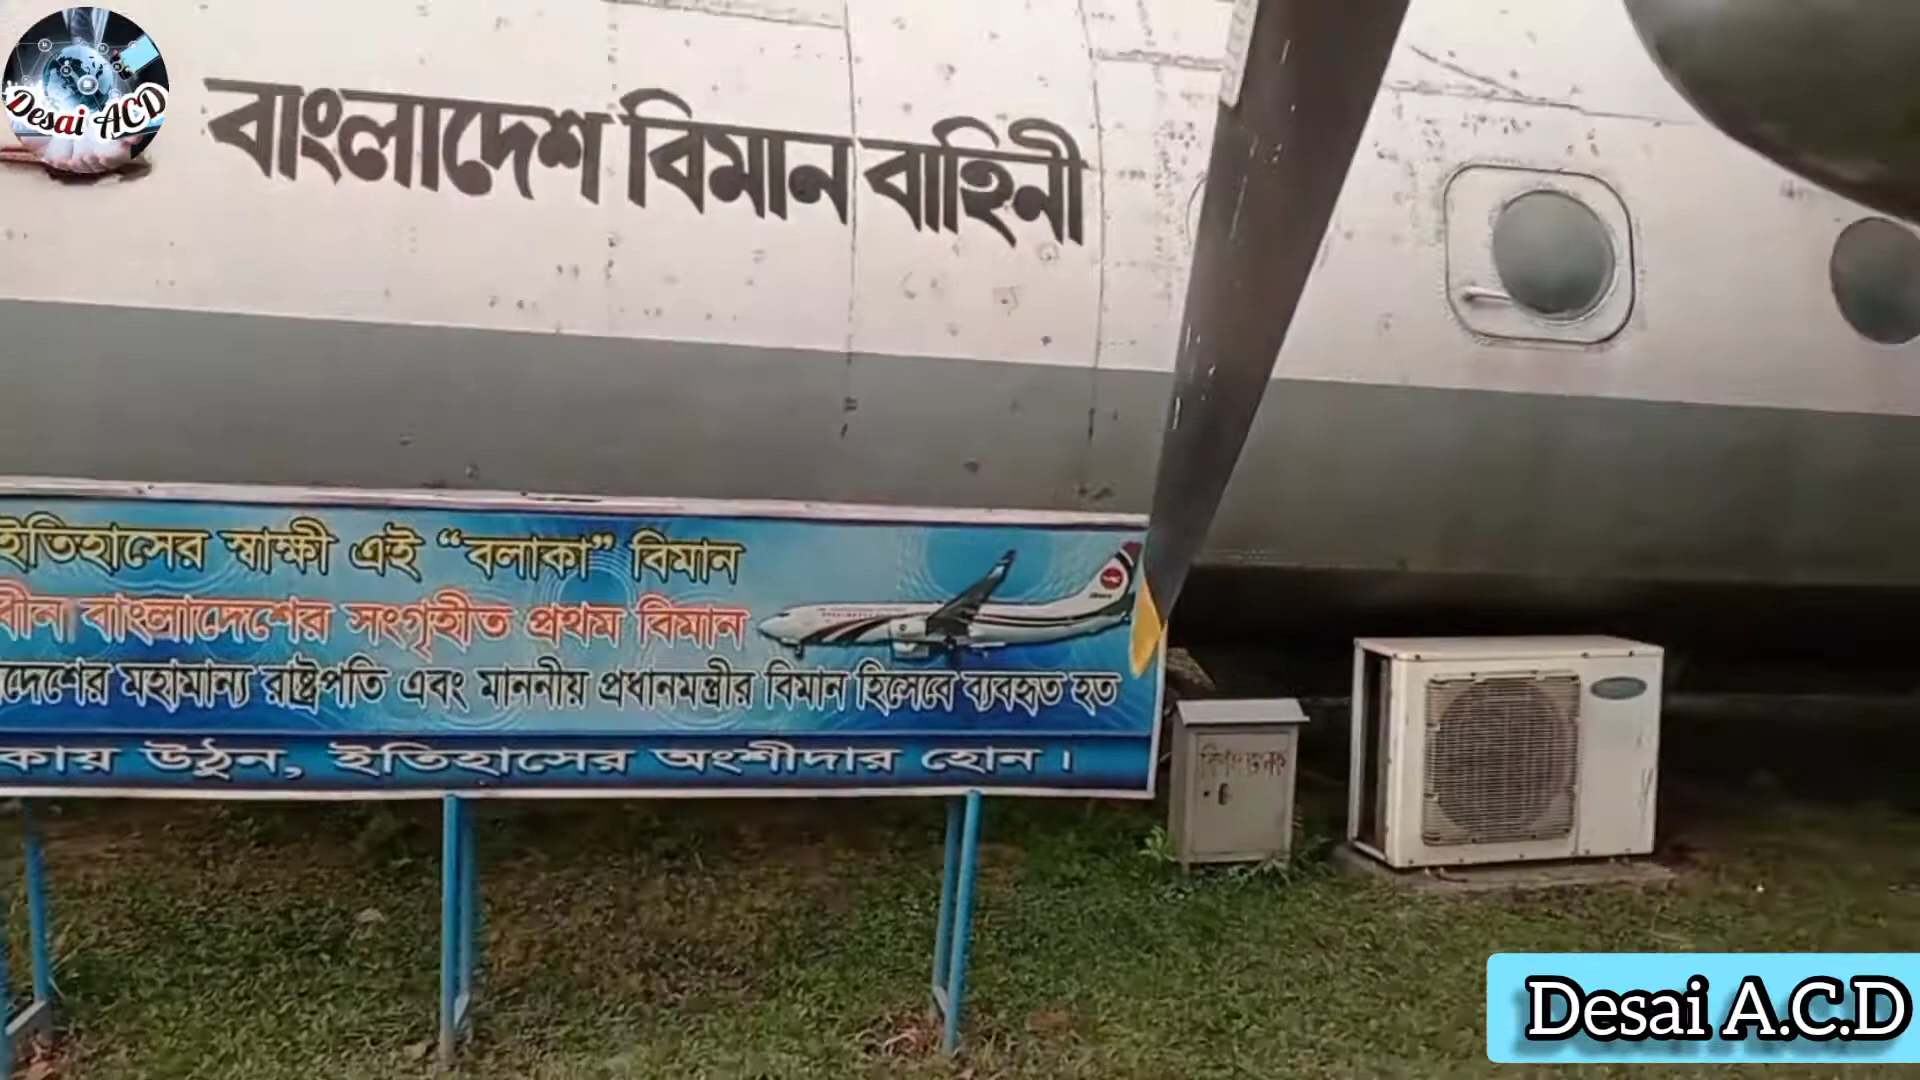 Desai ACD
বাংলাদেশ বিমান বাহিনী
ইতিহাসের স্বাক্ষী এই “বলাকা” বিমান
বাংলাদেশের সংগৃহীত প্রথম বিমান
মহামান্য রাষ্ট্রপতি এবং মাননীয় প্রধানমন্ত্রীর বিমান হিসেবে ব্যবহৃত হত
উঠুন, ইতিহাসের অংশীদার হোন।
Desai A.C.D